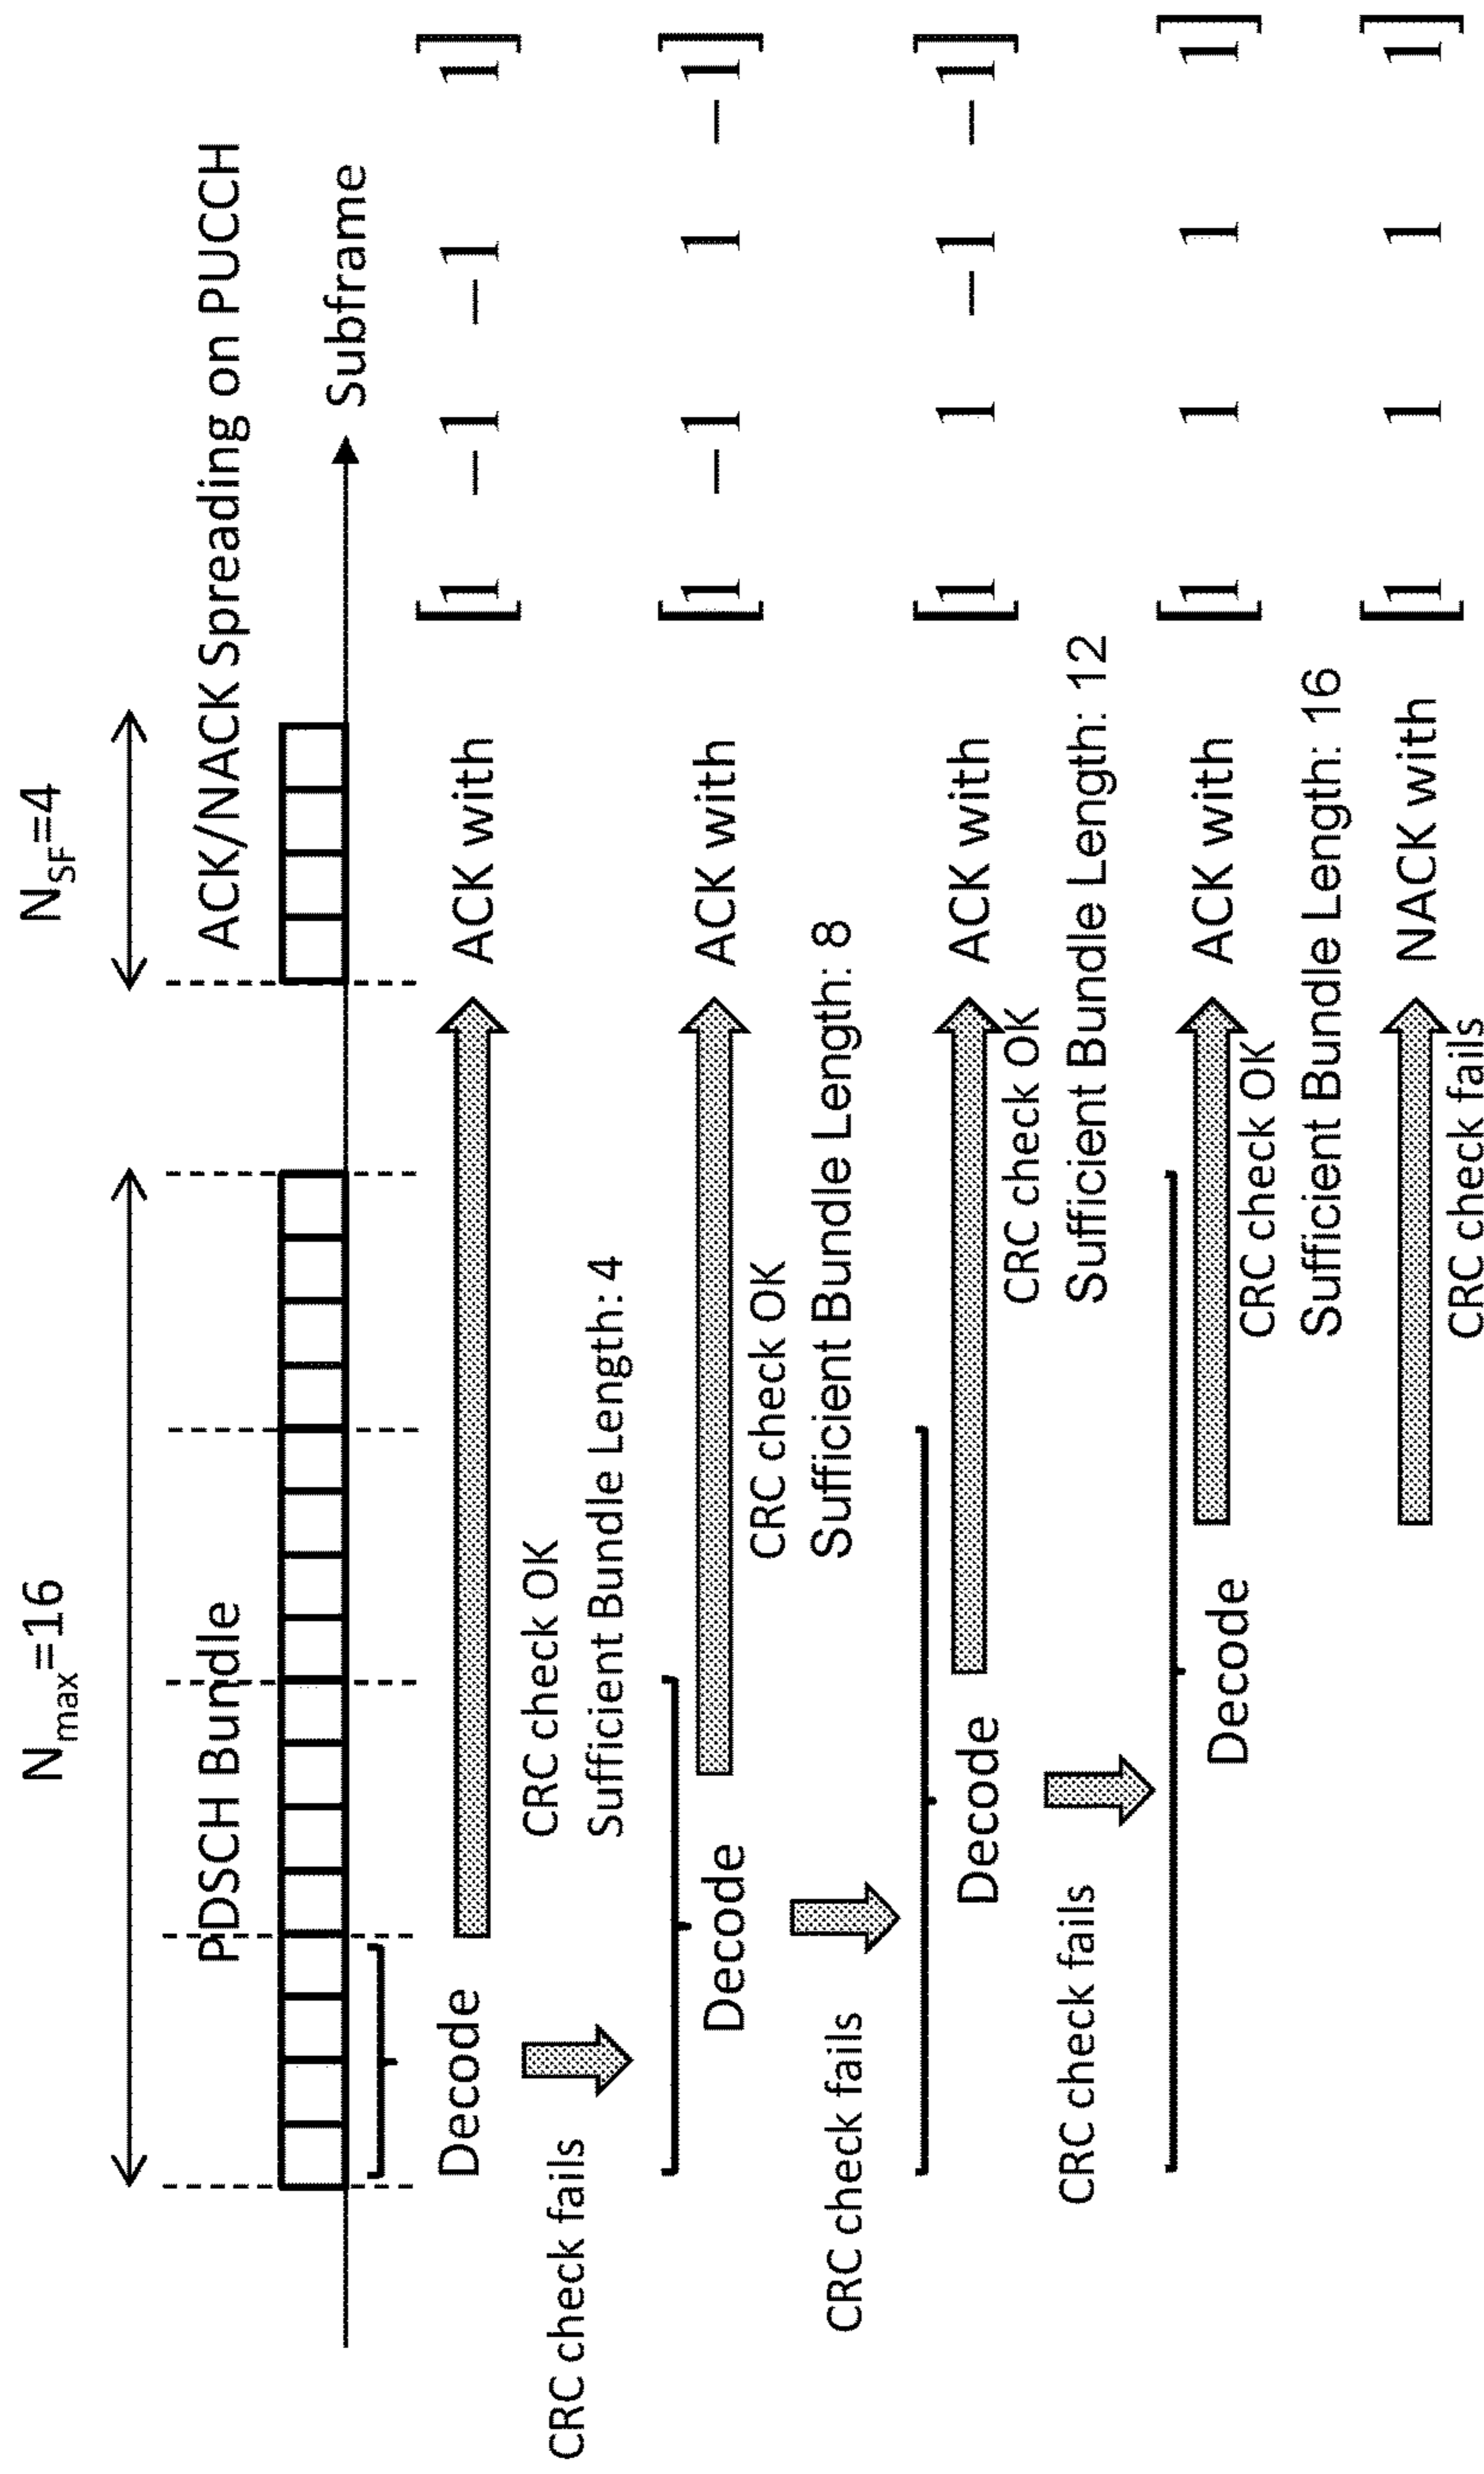 N_max=16
N_SF=4
PDSCH Bundle
ACK/NACK Spreading on PUCCH
Subframe
Decode
ACK with
[1 −1 −1 1]
CRC check fails
CRC check OK
Sufficient Bundle Length: 4
Decode
ACK with
[1 −1 1 −1]
CRC check fails
CRC check OK
Sufficient Bundle Length: 8
Decode
ACK with
[1 1 −1 −1]
CRC check fails
CRC check OK
Sufficient Bundle Length: 12
Decode
ACK with
[1 1 1 1]
CRC check OK
Sufficient Bundle Length: 16
NACK with
[1 1 1 1]
CRC check fails